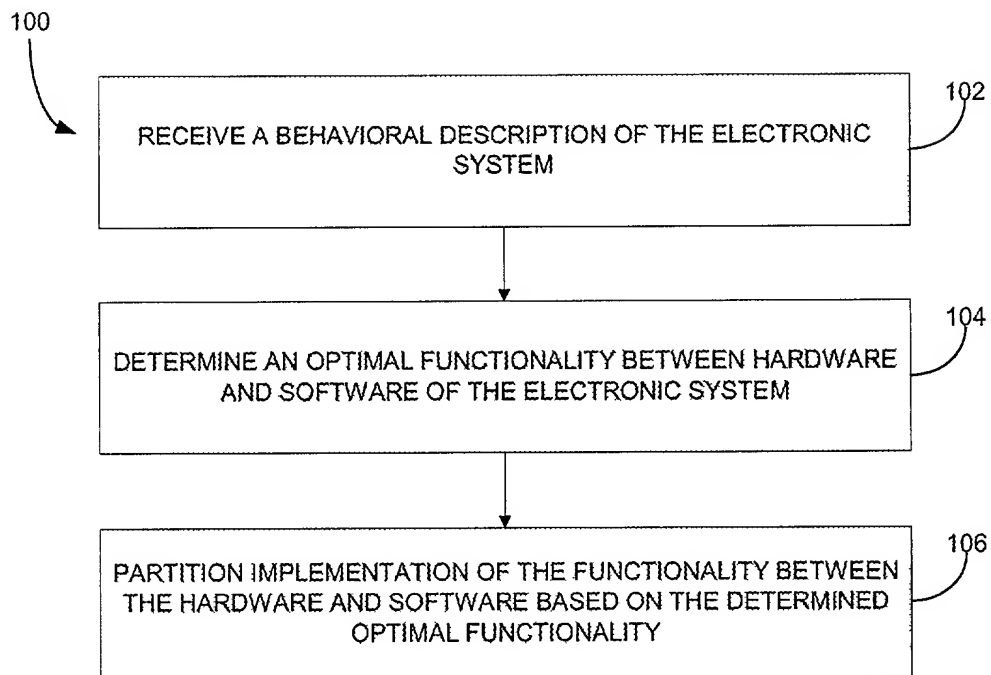 100
102
RECEIVE A BEHAVIORAL DESCRIPTION OF THE ELECTRONIC
SYSTEM
104
DETERMINE AN OPTIMAL FUNCTIONALITY BETWEEN HARDWARE
AND SOFTWARE OF THE ELECTRONIC SYSTEM
106
PARTITION IMPLEMENTATION OF THE FUNCTIONALITY BETWEEN
THE HARDWARE AND SOFTWARE BASED ON THE DETERMINED
OPTIMAL FUNCTIONALITY